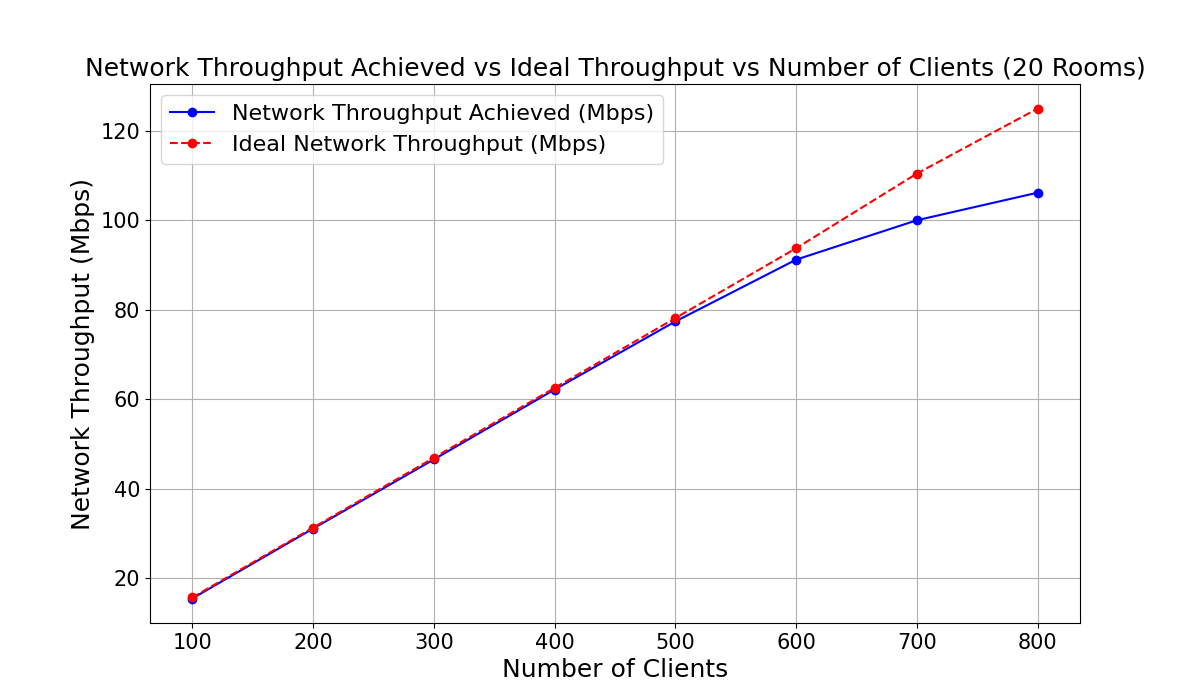 Network Throughput Achieved vs Ideal Throughput vs Number of Clients (20 Rooms)
Network Throughput Achieved (Mbps)
Ideal Network Throughput (Mbps)
Network Throughput (Mbps)
120
100
80
60
40
20
100 200 300 400 500 600 700 800
Number of Clients